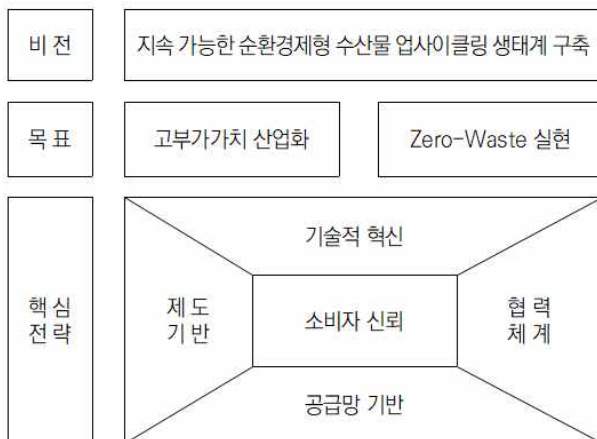 비 전
지속 가능한 순환경제형 수산물 업사이클링 생태계 구축
목 표
고부가가치 산업화
Zero-Waste 실현
핵 심
전 략
기술적 혁신
제 도
기 반
소비자 신뢰
협 력
체 계
공급망 기반